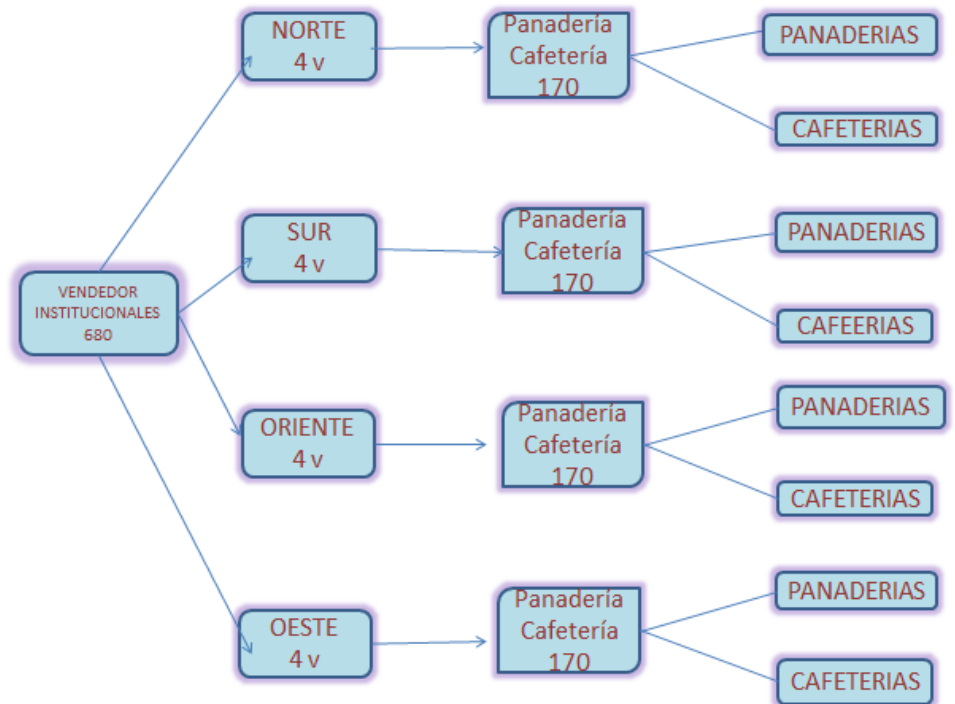 NORTE
4 v
Panadería
Cafetería
170
PANADERIAS
CAFETERIAS
VENDEDOR
INSTITUCIONALES
680
SUR
4 v
Panadería
Cafetería
170
PANADERIAS
CAFEERIAS
ORIENTE
4 v
Panadería
Cafetería
170
PANADERIAS
CAFETERIAS
OESTE
4 v
Panadería
Cafetería
170
PANADERIAS
CAFETERIAS